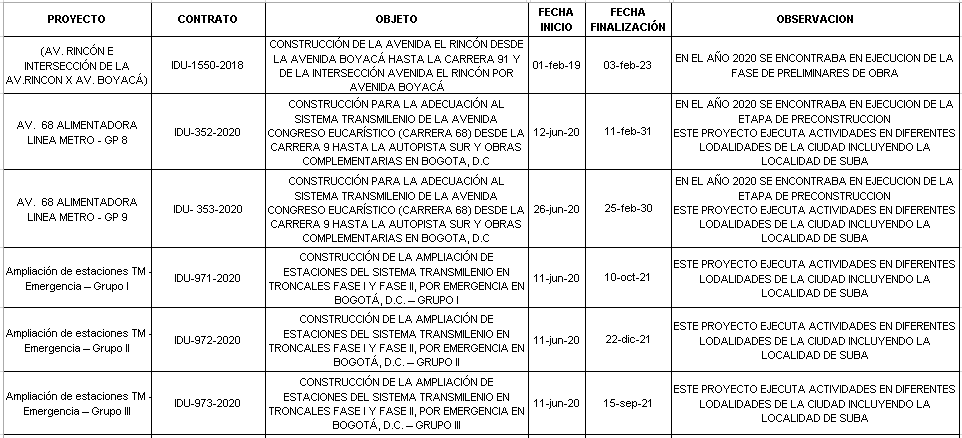 PROYECTO
CONTRATO
OBJETO
FECHA
INICIO
FECHA
FINALIZACIÓN
OBSERVACION
(AV. RINCÓN E
INTERSECCIÓN DE LA
AV.RINCON X AV. BOYACÁ)
IDU-1550-2018
CONSTRUCCIÓN DE LA AVENIDA EL RINCÓN DESDE
LA AVENIDA BOYACÁ HASTA LA CARRERA 91 Y
DE LA INTERSECCIÓN AVENIDA EL RINCÓN POR
AVENIDA BOYACÁ
01-feb-19
03-feb-23
EN EL AÑO 2020 SE ENCONTRABA EN EJECUCION DE LA
FASE DE PRELIMINARES DE OBRA
AV. 68 ALIMENTADORA
LINEA METRO - GP 8
IDU-352-2020
CONSTRUCCIÓN PARA LA ADECUACIÓN AL
SISTEMA TRANSMILENIO DE LA AVENIDA
CONGRESO EUCARÍSTICO (CARRERA 68) DESDE LA
CARRERA 9 HASTA LA AUTOPISTA SUR Y OBRAS
COMPLEMENTARIAS EN BOGOTA, D.C
12-jun-20
11-feb-31
EN EL AÑO 2020 SE ENCONTRABA EN EJECUCION DE LA
ETAPA DE PRECONSTRUCCION
ESTE PROYECTO EJECUTA ACTIVIDADES EN DIFERENTES
LODALIDADES DE LA CIUDAD INCLUYENDO LA
LOCALIDAD DE SUBA
AV. 68 ALIMENTADORA
LINEA METRO - GP 9
IDU- 353-2020
CONSTRUCCIÓN PARA LA ADECUACIÓN AL
SISTEMA TRANSMILENIO DE LA AVENIDA
CONGRESO EUCARÍSTICO (CARRERA 68) DESDE LA
CARRERA 9 HASTA LA AUTOPISTA SUR Y OBRAS
COMPLEMENTARIAS EN BOGOTA, D.C
26-jun-20
25-feb-30
EN EL AÑO 2020 SE ENCONTRABA EN EJECUCION DE LA
ETAPA DE PRECONSTRUCCION
ESTE PROYECTO EJECUTA ACTIVIDADES EN DIFERENTES
LODALIDADES DE LA CIUDAD INCLUYENDO LA
LOCALIDAD DE SUBA
Ampliación de estaciones TM -
Emergencia – Grupo I
IDU-971-2020
CONSTRUCCIÓN DE LA AMPLIACIÓN DE
ESTACIONES DEL SISTEMA TRANSMILENIO EN
TRONCALES FASE I Y FASE II, POR EMERGENCIA EN
BOGOTÁ, D.C. – GRUPO I
11-jun-20
10-oct-21
ESTE PROYECTO EJECUTA ACTIVIDADES EN DIFERENTES
LODALIDADES DE LA CIUDAD INCLUYENDO LA
LOCALIDAD DE SUBA
Ampliación de estaciones TM -
Emergencia – Grupo II
IDU-972-2020
CONSTRUCCIÓN DE LA AMPLIACIÓN DE
ESTACIONES DEL SISTEMA TRANSMILENIO EN
TRONCALES FASE I Y FASE II, POR EMERGENCIA EN
BOGOTÁ, D.C. – GRUPO II
11-jun-20
22-dic-21
ESTE PROYECTO EJECUTA ACTIVIDADES EN DIFERENTES
LODALIDADES DE LA CIUDAD INCLUYENDO LA
LOCALIDAD DE SUBA
Ampliación de estaciones TM -
Emergencia – Grupo III
IDU-973-2020
CONSTRUCCIÓN DE LA AMPLIACIÓN DE
ESTACIONES DEL SISTEMA TRANSMILENIO EN
TRONCALES FASE I Y FASE II, POR EMERGENCIA EN
BOGOTÁ, D.C. – GRUPO III
11-jun-20
15-sep-21
ESTE PROYECTO EJECUTA ACTIVIDADES EN DIFERENTES
LODALIDADES DE LA CIUDAD INCLUYENDO LA
LOCALIDAD DE SUBA